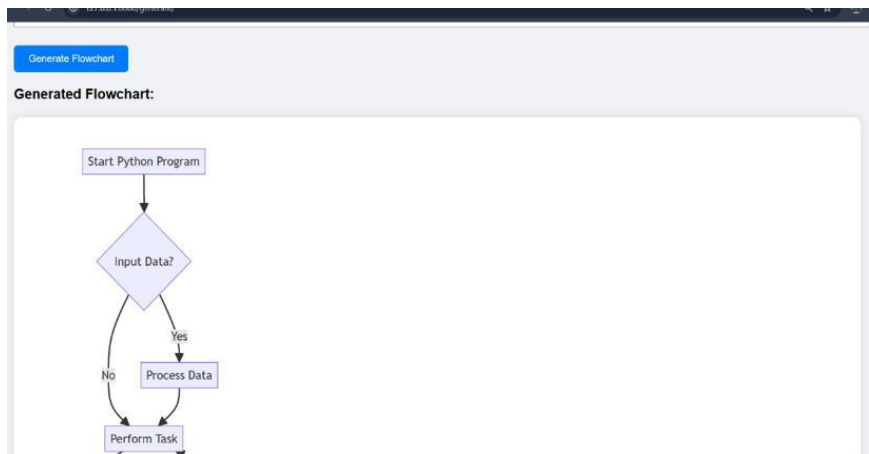 Generate Flowchart
Generated Flowchart:
Start Python Program
Input Data?
Yes
No
Process Data
Perform Task